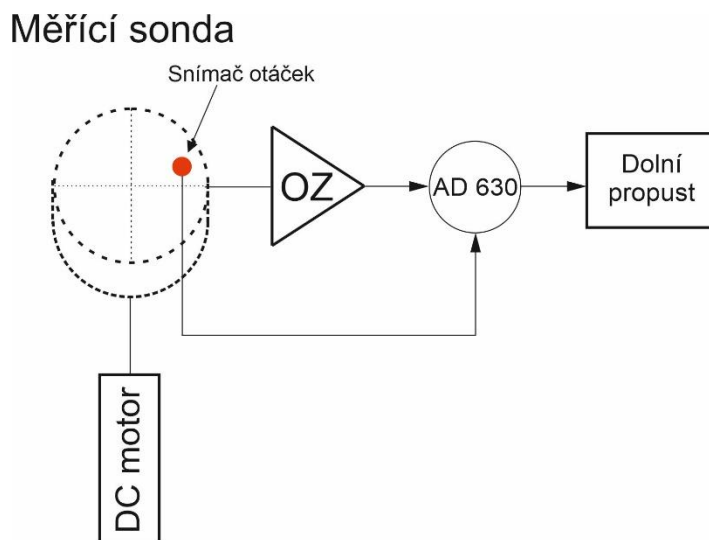 Měřící sonda
Snímač otáček
OZ
AD 630
Dolní
propust
DC motor